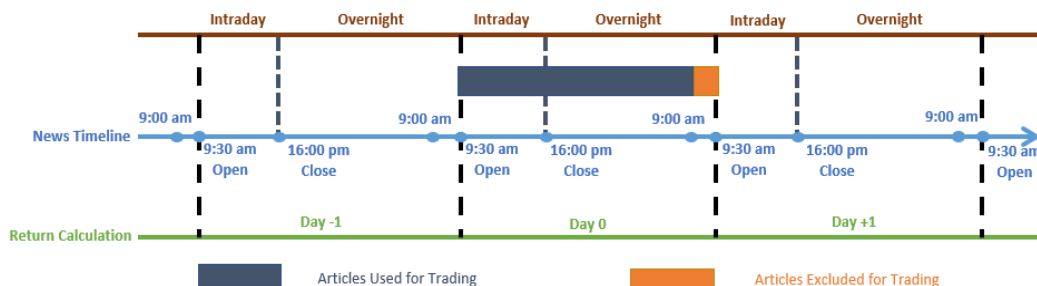 Intraday Overnight Intraday Overnight Intraday Overnight
9:00 am 9:00 am 9:00 am 9:00 am
News Timeline
9:30 am 16:00 pm 9:30 am 16:00 pm 9:30 am 16:00 pm 9:30 am
Open Close Open Close Open Close Open
Day -1 Day 0 Day +1
Return Calculation
Articles Used for Trading Articles Excluded for Trading